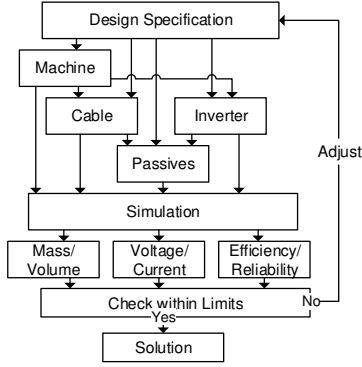 Design Specification
Machine
Cable
Inverter
Adjust
Passives
Simulation
Mass/
Volume
Voltage/
Current
Efficiency/
Reliability
Check within Limits
No
Yes
Solution